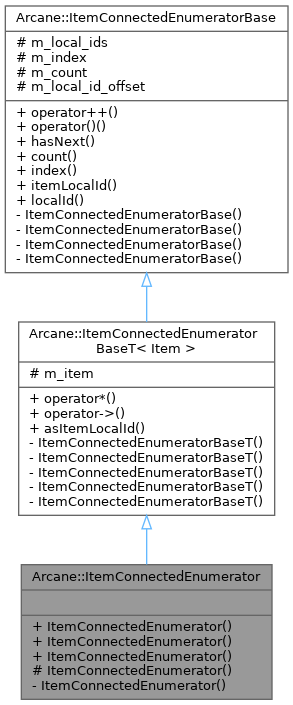 Arcane::ItemConnectedEnumeratorBase
# m_local_ids
# m_index
# m_count
# m_local_id_offset
+ operator++()
+ operator()()
+ hasNext()
+ count()
+ index()
+ itemLocalId()
+ localId()
- ItemConnectedEnumeratorBase()
- ItemConnectedEnumeratorBase()
- ItemConnectedEnumeratorBase()
- ItemConnectedEnumeratorBase()
Arcane::ItemConnectedEnumerator
BaseT< Item >
# m_item
+ operator*()
+ operator->()
+ asItemLocalId()
- ItemConnectedEnumeratorBaseT()
- ItemConnectedEnumeratorBaseT()
- ItemConnectedEnumeratorBaseT()
- ItemConnectedEnumeratorBaseT()
- ItemConnectedEnumeratorBaseT()
Arcane::ItemConnectedEnumerator
+ ItemConnectedEnumerator()
+ ItemConnectedEnumerator()
+ ItemConnectedEnumerator()
# ItemConnectedEnumerator()
- ItemConnectedEnumerator()